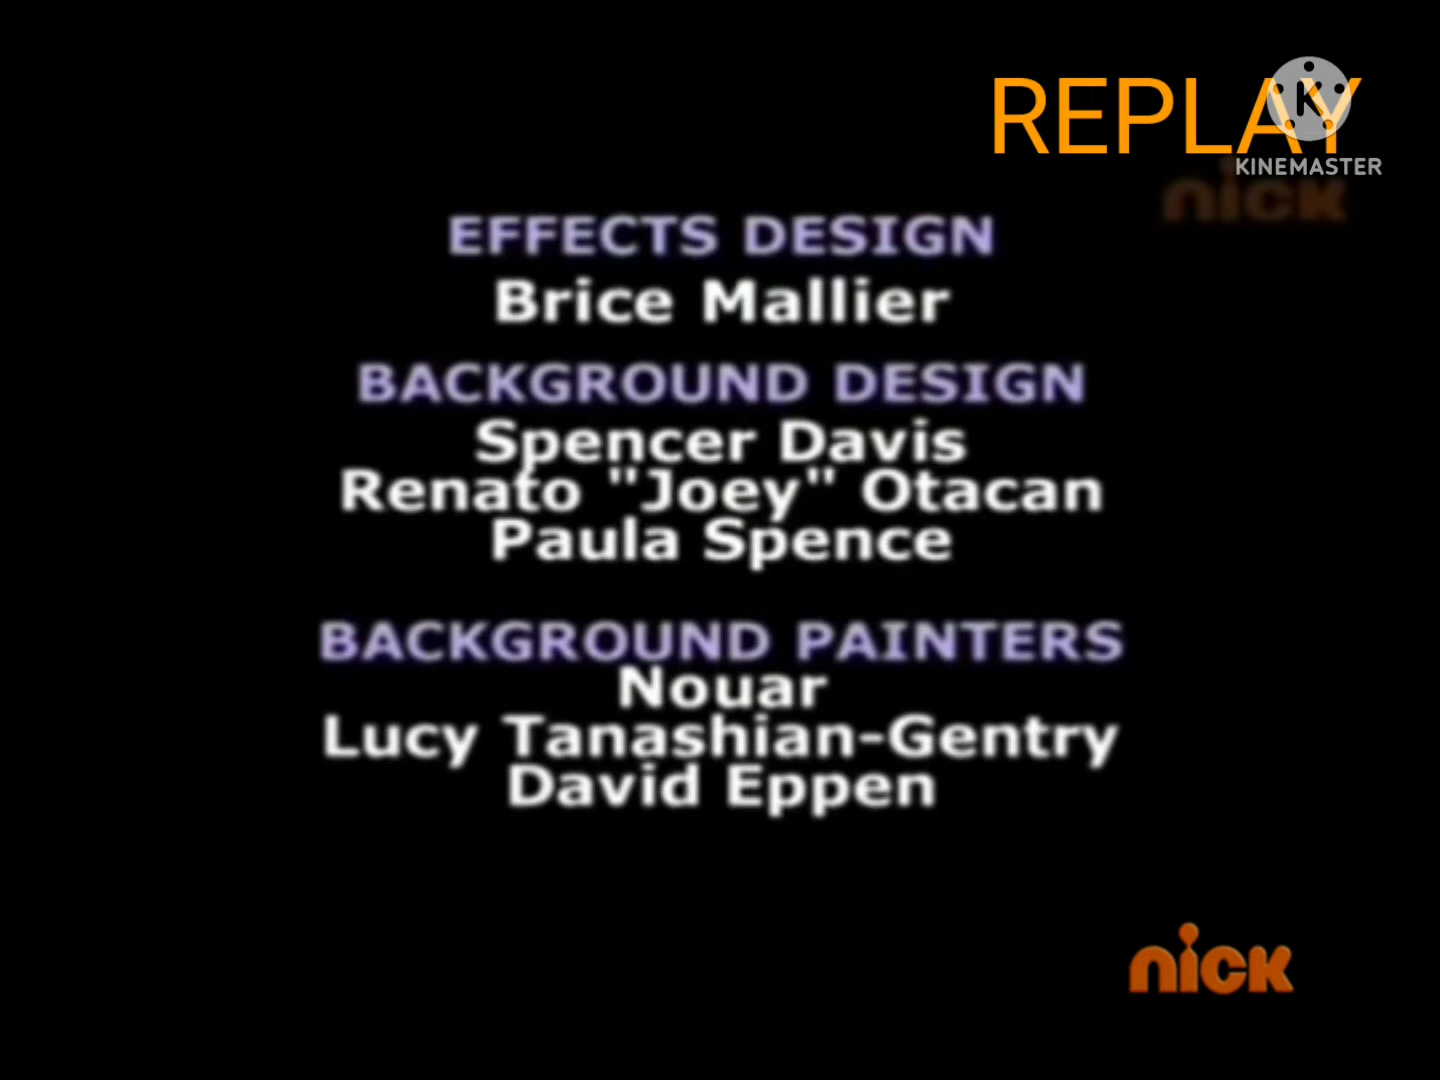 REPLAY
KINEMASTER
nick
EFFECTS DESIGN
Brice Mallier
BACKGROUND DESIGN
Spencer Davis
Renato "Joey" Otacan
Paula Spence
BACKGROUND PAINTERS
Nouar
Lucy Tanashian-Gentry
David Eppen
nick